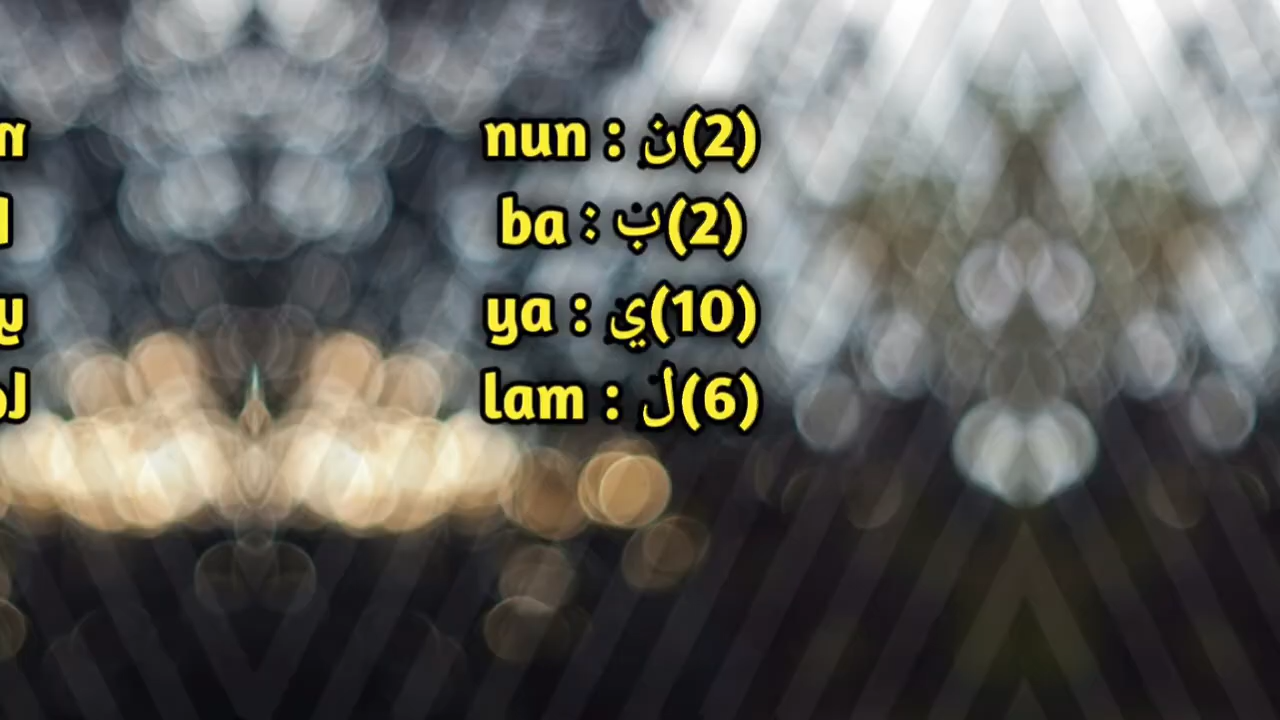 nun : ن(2)
ba : ب(2)
ya : ي(10)
lam : ل(6)